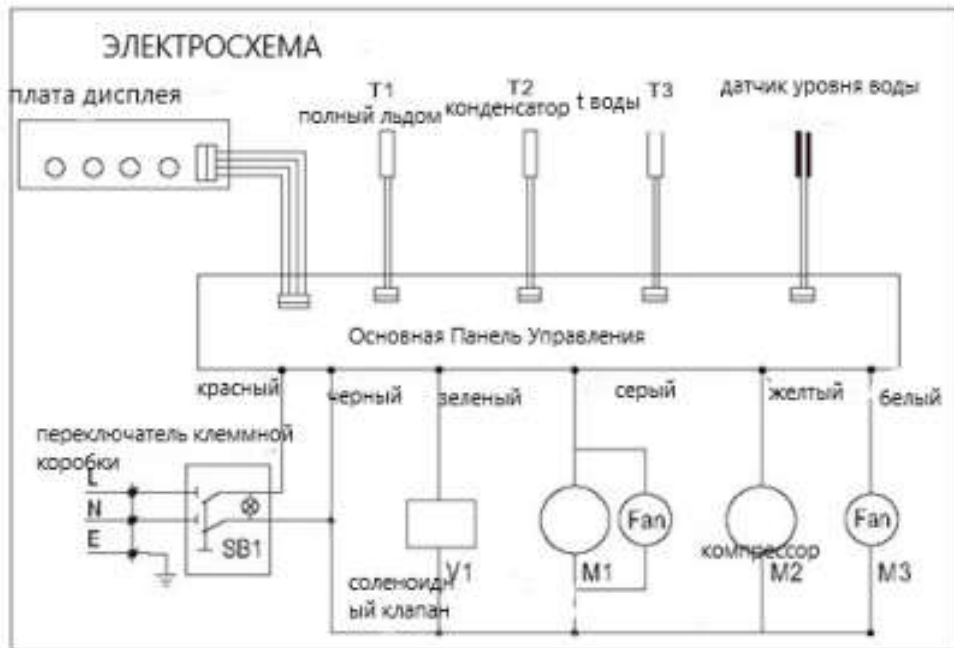 ЭЛЕКТРОСХЕМА
плата дисплея
T1
полный льдом
T2
конденсатор
t воды
T3
датчик уровня воды
Основная Панель Управления
красный
черный
зеленый
серый
желтый
белый
переключатель клеммной
коробки
L
N
E
SB1
соленоидн
ый клапан
V1
M1
Fan
компрессор
M2
Fan
M3